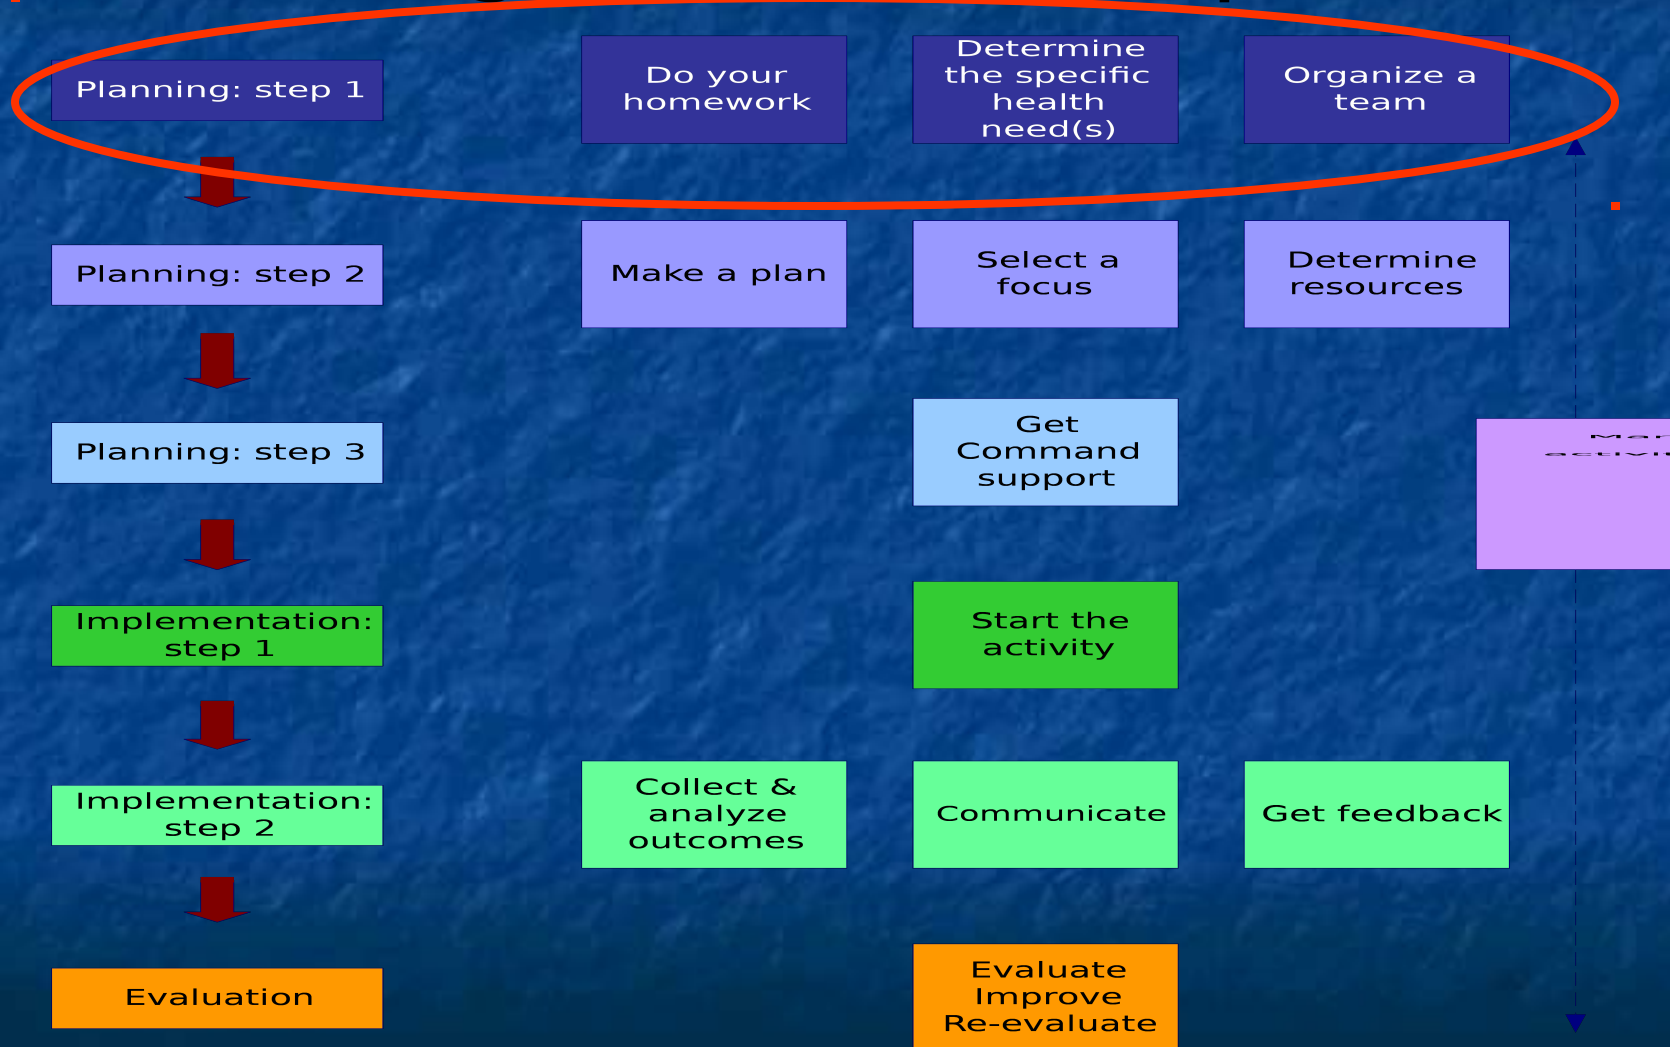 Planning: step 1
Do your
homework
Determine
the specific
health
need(s)
Organize a
team
Planning: step 2
Make a plan
Select a
focus
Determine
resources
Planning: step 3
Get
Command
support
Implementation:
step 1
Start the
activity
Implementation:
step 2
Collect &
analyze
outcomes
Communicate
Get feedback
Evaluation
Evaluate
Improve
Re-evaluate